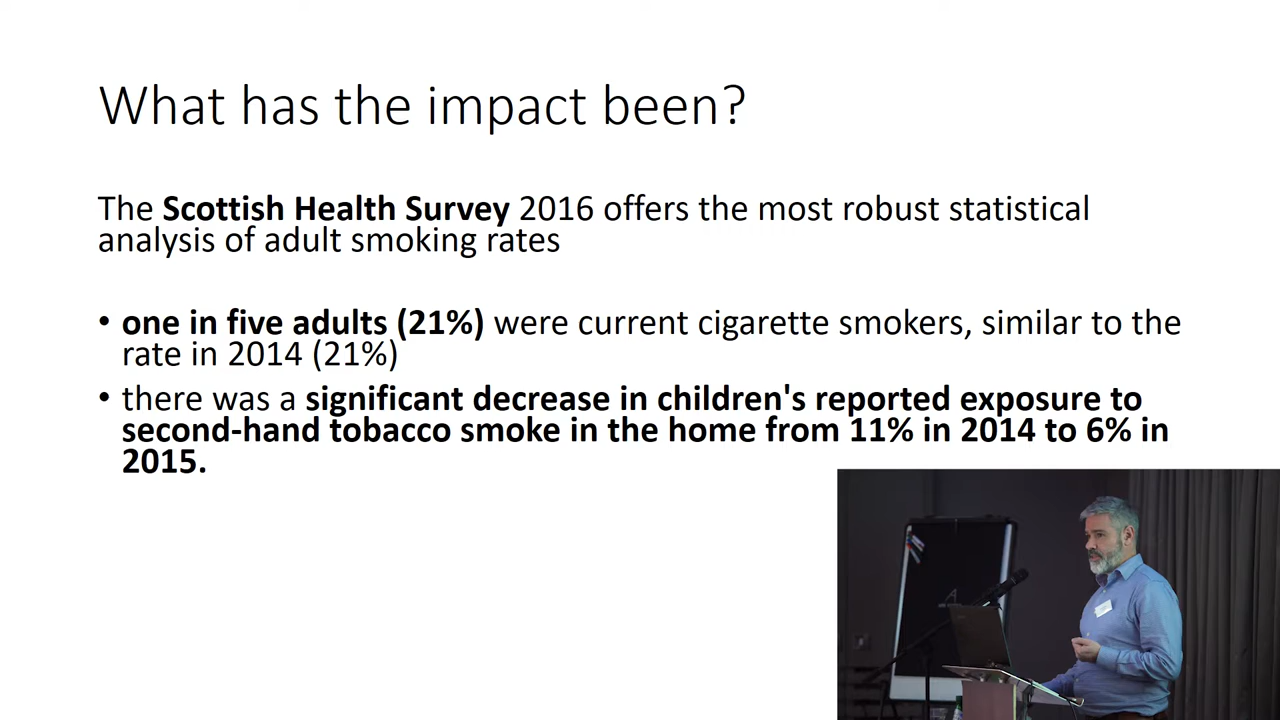 What has the impact been?
The Scottish Health Survey 2016 offers the most robust statistical
analysis of adult smoking rates
• one in five adults (21%) were current cigarette smokers, similar to the
rate in 2014 (21%)
• there was a significant decrease in children's reported exposure to
second-hand tobacco smoke in the home from 11% in 2014 to 6% in
2015.